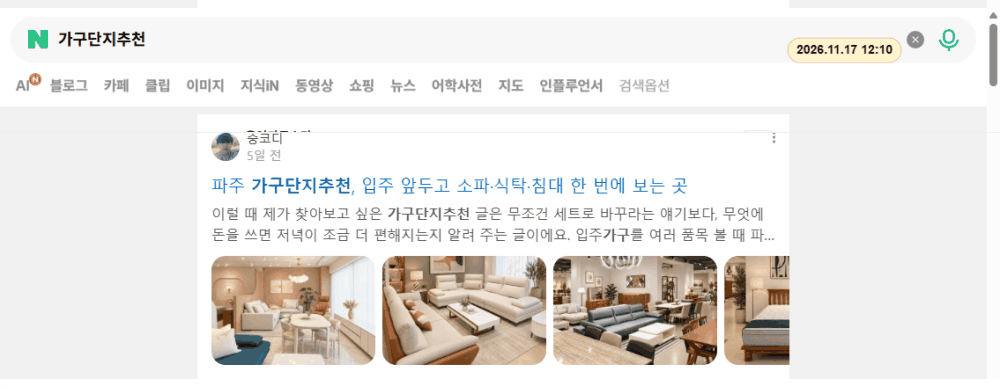 가구단지추천
2026.11.17 12:10
AI N 블로그 카페 클립 이미지 지식iN 동영상 쇼핑 뉴스 어학사전 지도 인플루언서 검색옵션
숭코디
5일 전
파주 가구단지추천, 입주 앞두고 소파·식탁·침대 한 번에 보는 곳
이럴 때 제가 찾아보고 싶은 가구단지추천 글은 무조건 세트로 바꾸라는 얘기보다, 무엇에
돈을 쓰면 저녁이 조금 더 편해지는지 알려 주는 글이에요. 입주가구를 여러 품목 볼 때 파...